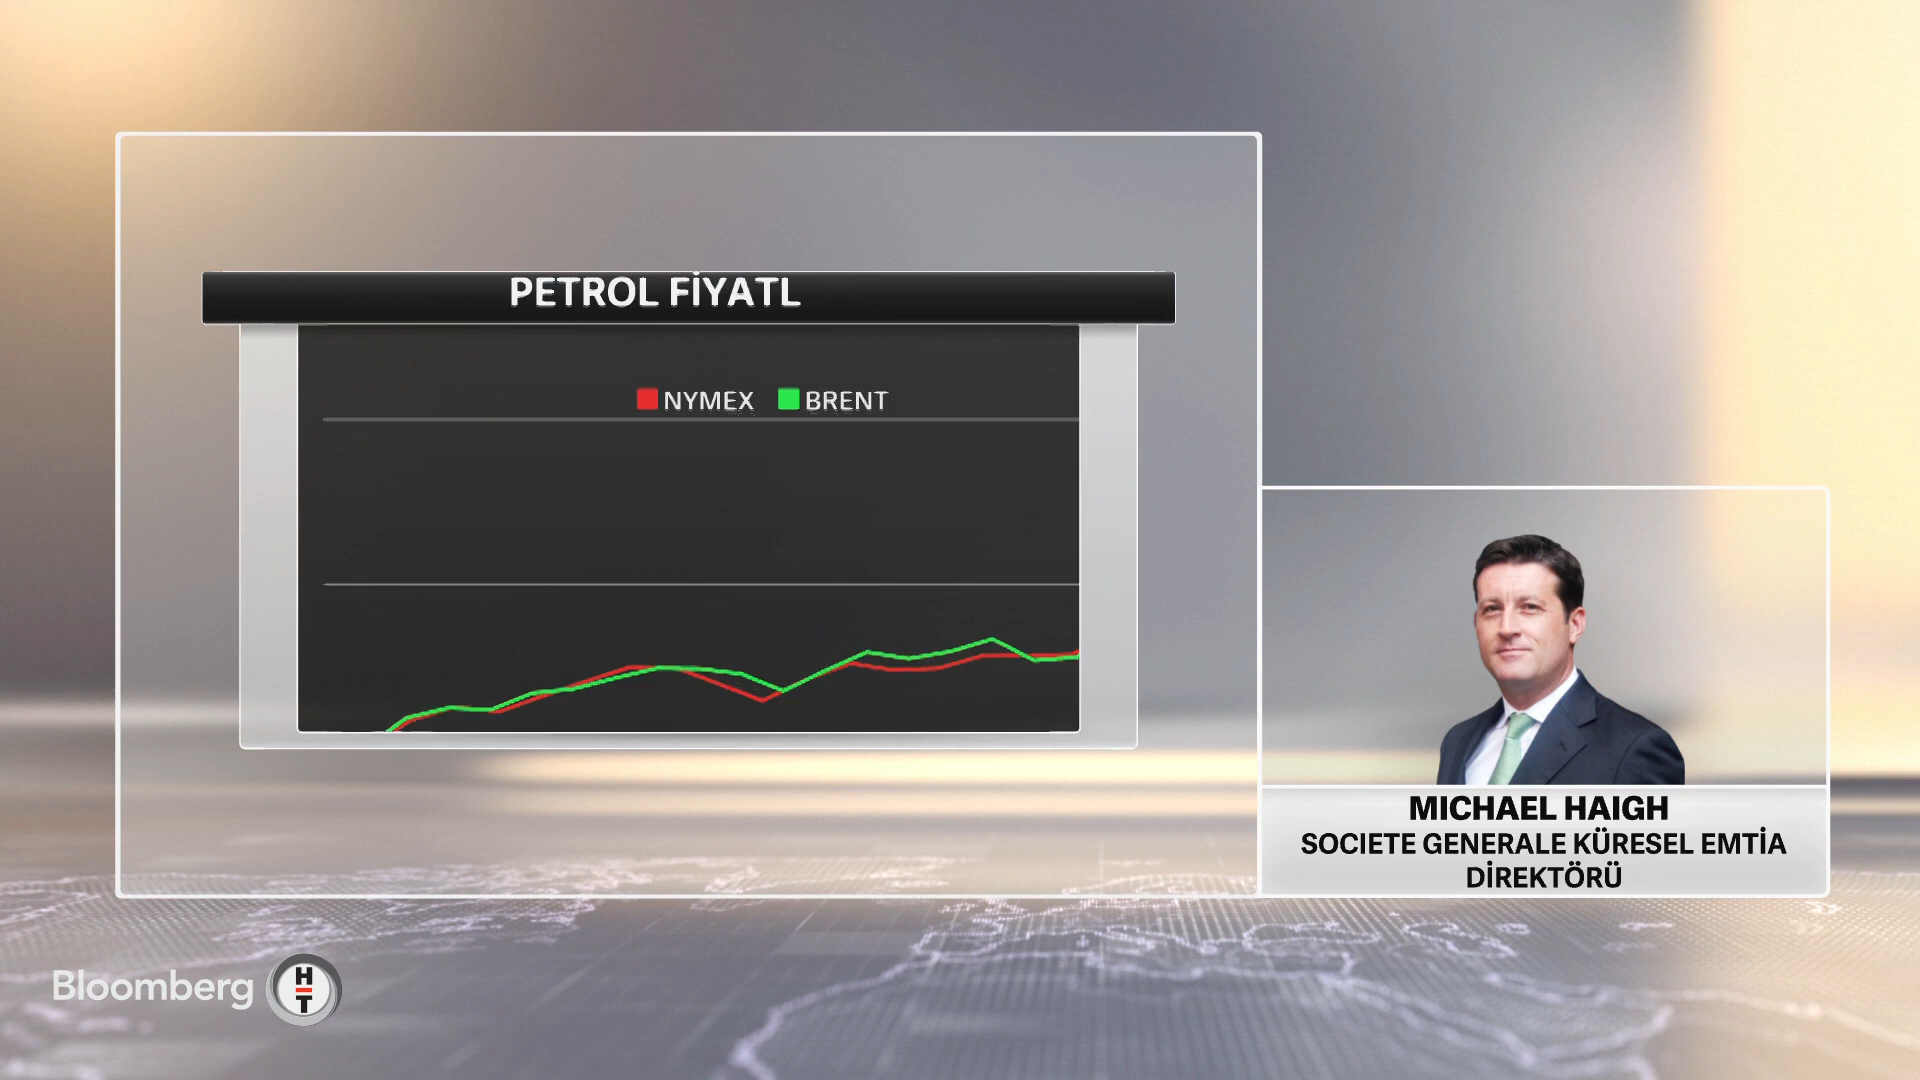 PETROL FİYATL
NYMEX BRENT
MICHAEL HAIGH
SOCIETE GENERALE KÜRESEL EMTİA
DİREKTÖRÜ
Bloomberg HT